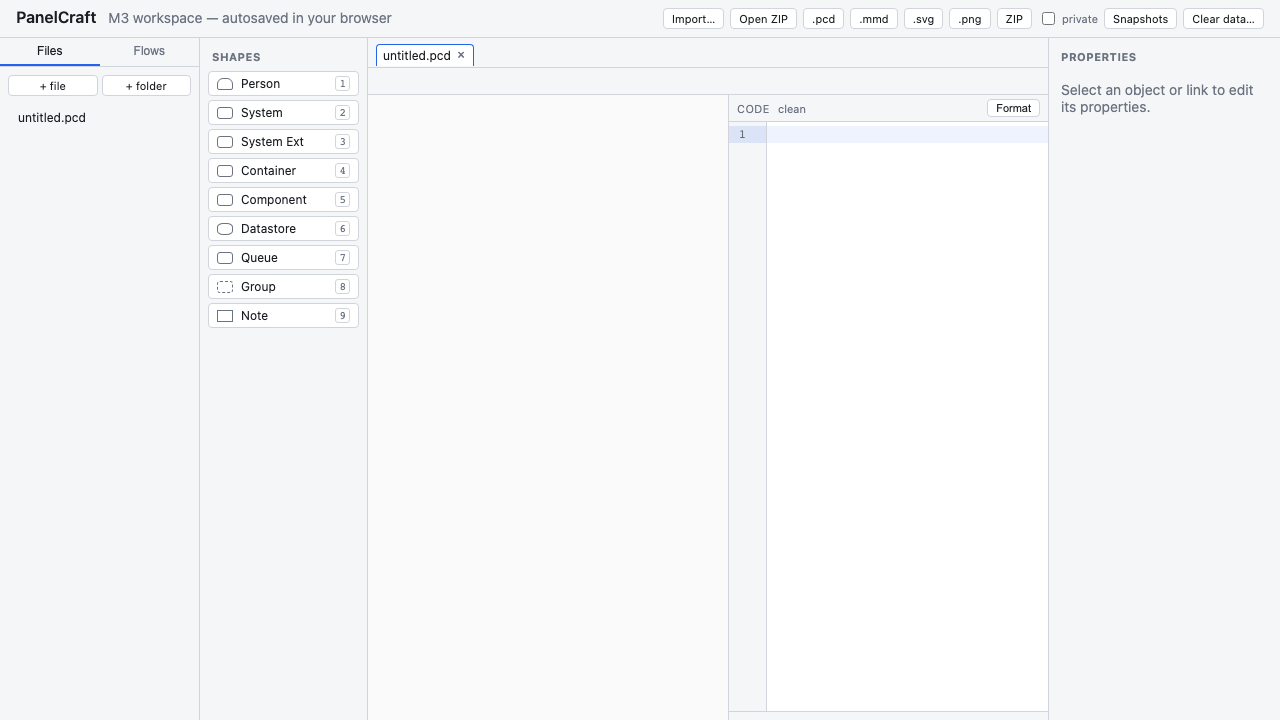 PanelCraft M3 workspace — autosaved in your browser Import... Open ZIP .pcd .mmd .svg .png ZIP private Snapshots Clear data...
Files Flows
+ file + folder
untitled.pcd
SHAPES
Person 1
System 2
System Ext 3
Container 4
Component 5
Datastore 6
Queue 7
Group 8
Note 9
untitled.pcd ×
CODE clean Format
1
PROPERTIES
Select an object or link to edit
its properties.